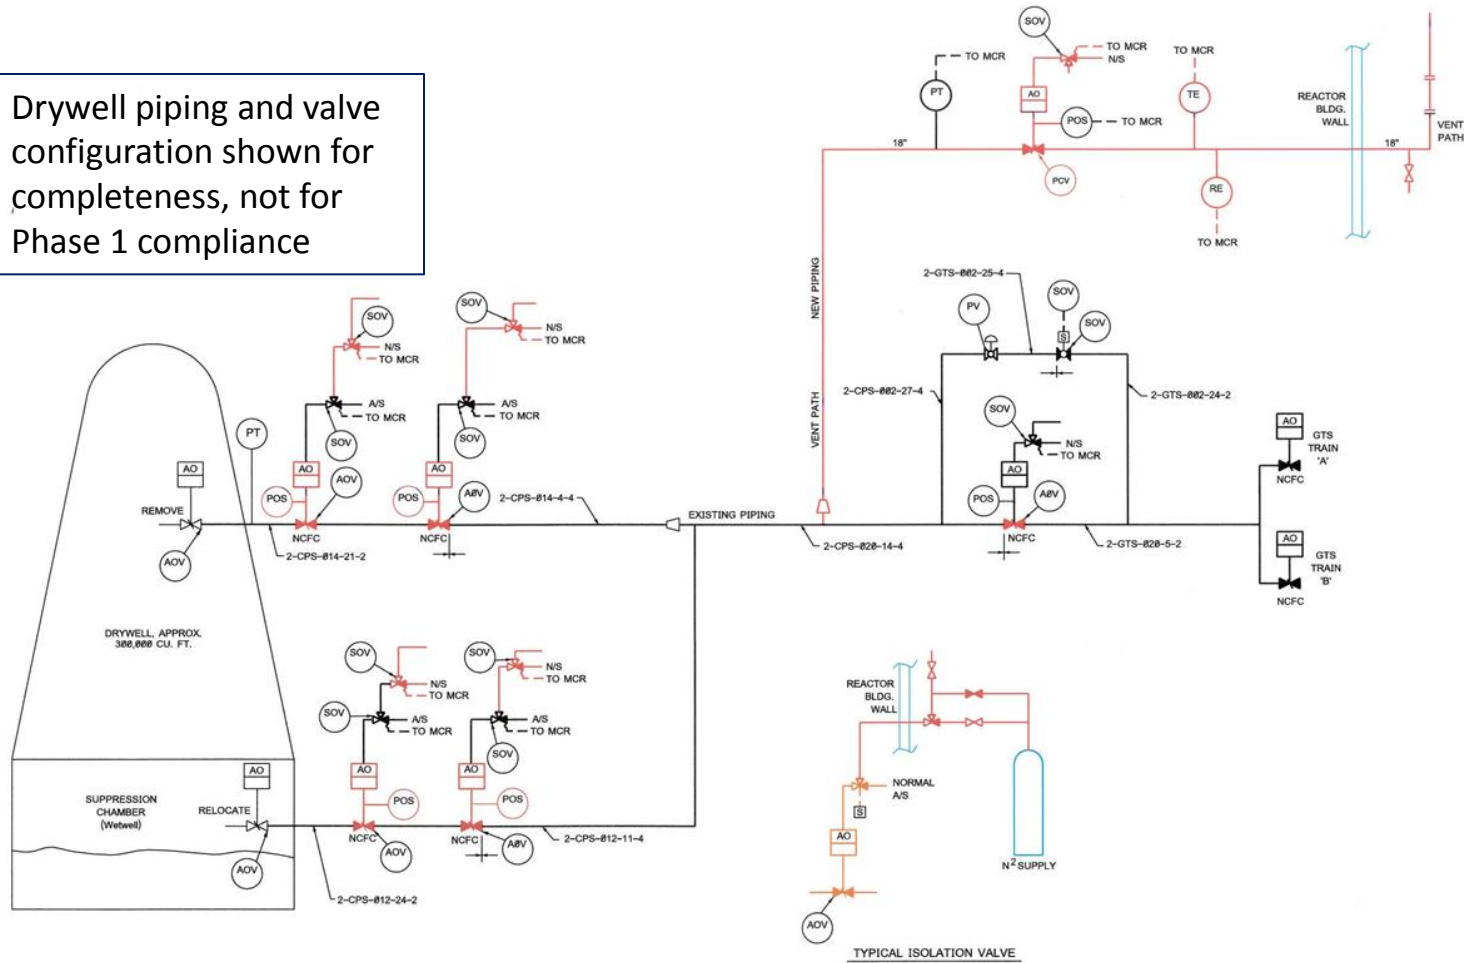 Drywell piping and valve
configuration shown for
completeness, not for
Phase 1 compliance
SOV
TO MCR
N/S
TO MCR
PT
AO
POS
TO MCR
TO MCR
TE
REACTOR
BLDG.
WALL
VENT
PATH
18"
18"
PCV
RE
TO MCR
NEW PIPING
VENT PATH
2-GTS-002-25-4
PV
SOV
S
SOV
2-CPS-002-27-4
2-GTS-002-24-2
SOV
N/S
TO MCR
AO
POS
AØV
NCFC
AO
GTS
TRAIN
'A'
NCFC
AO
GTS
TRAIN
'B'
NCFC
SOV
N/S
TO MCR
A/S
TO MCR
SOV
AO
POS
AOV
NCFC
SOV
N/S
TO MCR
A/S
TO MCR
SOV
AO
POS
AØV
NCFC
PT
AO
REMOVE
AOV
2-CPS-014-21-2
2-CPS-014-4-4
EXISTING PIPING
2-CPS-020-14-4
2-GTS-020-5-2
DRYWELL, APPROX.
300,000 CU. FT.
SOV
N/S
TO MCR
SOV
A/S
TO MCR
AO
POS
NCFC
AOV
SOV
N/S
TO MCR
A/S
TO MCR
SOV
AO
POS
NCFC
AØV
2-CPS-012-11-4
SUPPRESSION
CHAMBER
(Wetwell)
AO
RELOCATE
AOV
2-CPS-012-24-2
REACTOR
BLDG.
WALL
NORMAL
A/S
S
AO
AOV
N² SUPPLY
TYPICAL ISOLATION VALVE